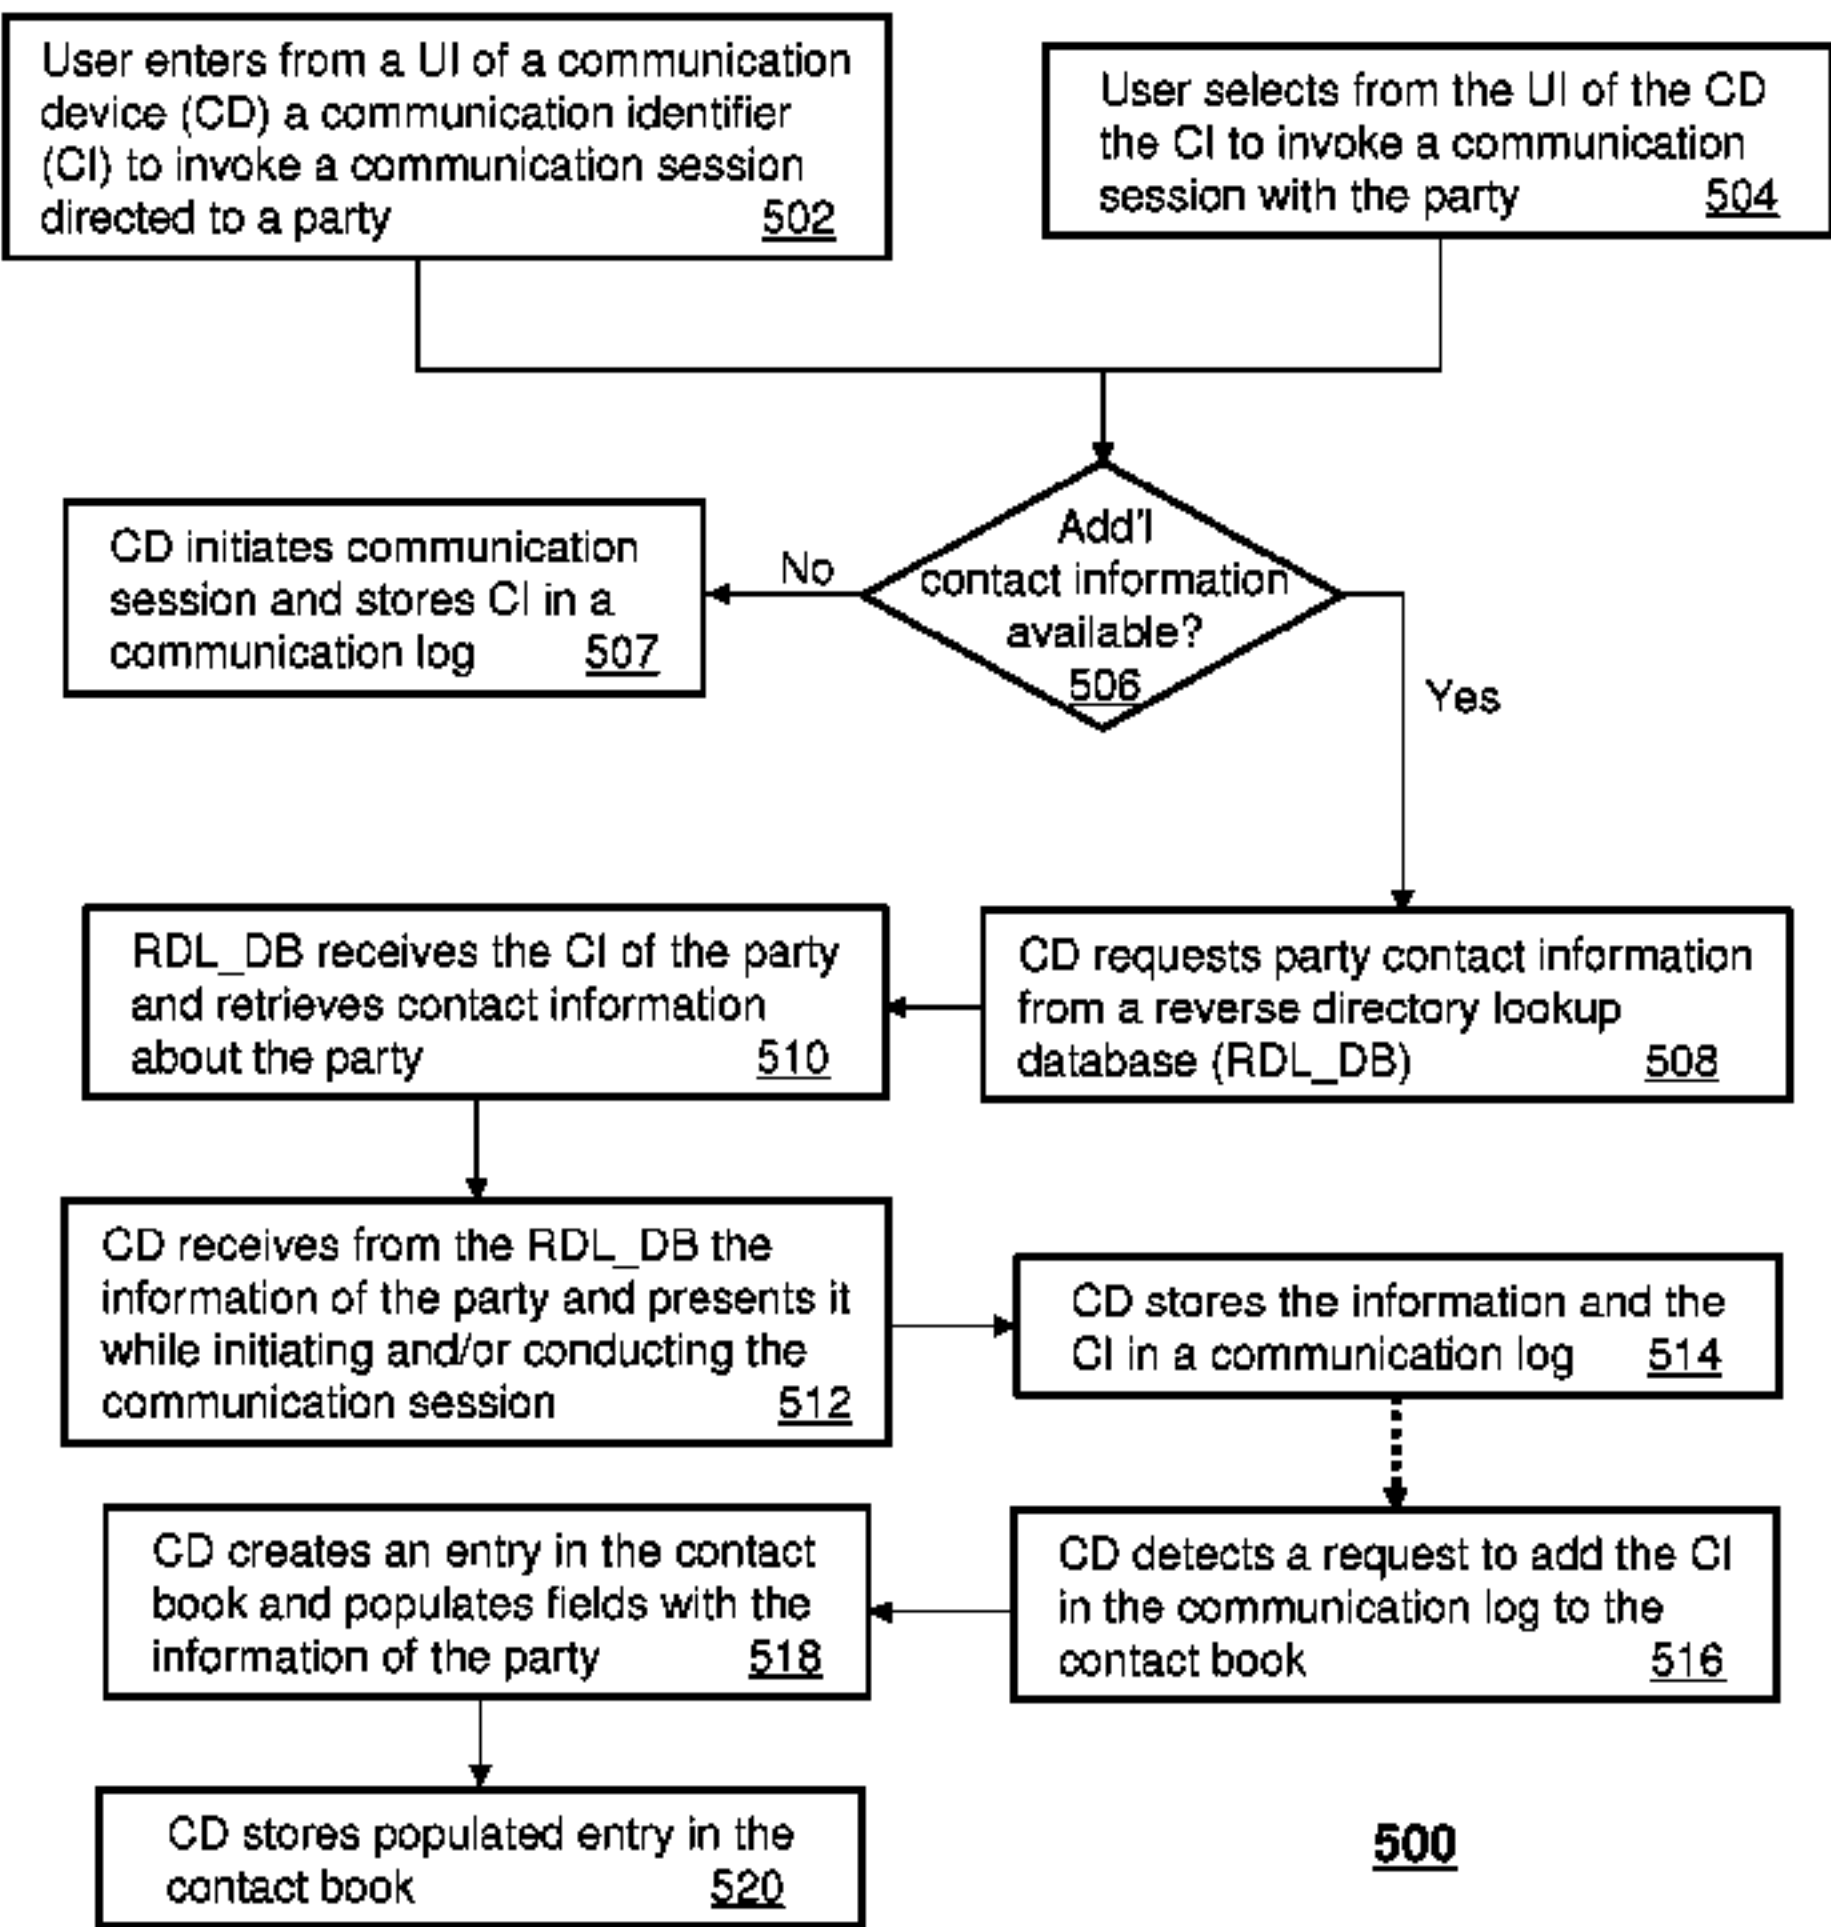 User enters from a UI of a communication
device (CD) a communication identifier
(CI) to invoke a communication session
directed to a party 502
User selects from the UI of the CD
the CI to invoke a communication
session with the party 504
Add'l
contact information
available?
506
No
Yes
CD initiates communication
session and stores CI in a
communication log 507
CD requests party contact information
from a reverse directory lookup
database (RDL_DB) 508
RDL_DB receives the CI of the party
and retrieves contact information
about the party 510
CD receives from the RDL_DB the
information of the party and presents it
while initiating and/or conducting the
communication session 512
CD stores the information and the
CI in a communication log 514
CD detects a request to add the CI
in the communication log to the
contact book 516
CD creates an entry in the contact
book and populates fields with the
information of the party 518
CD stores populated entry in the
contact book 520
500